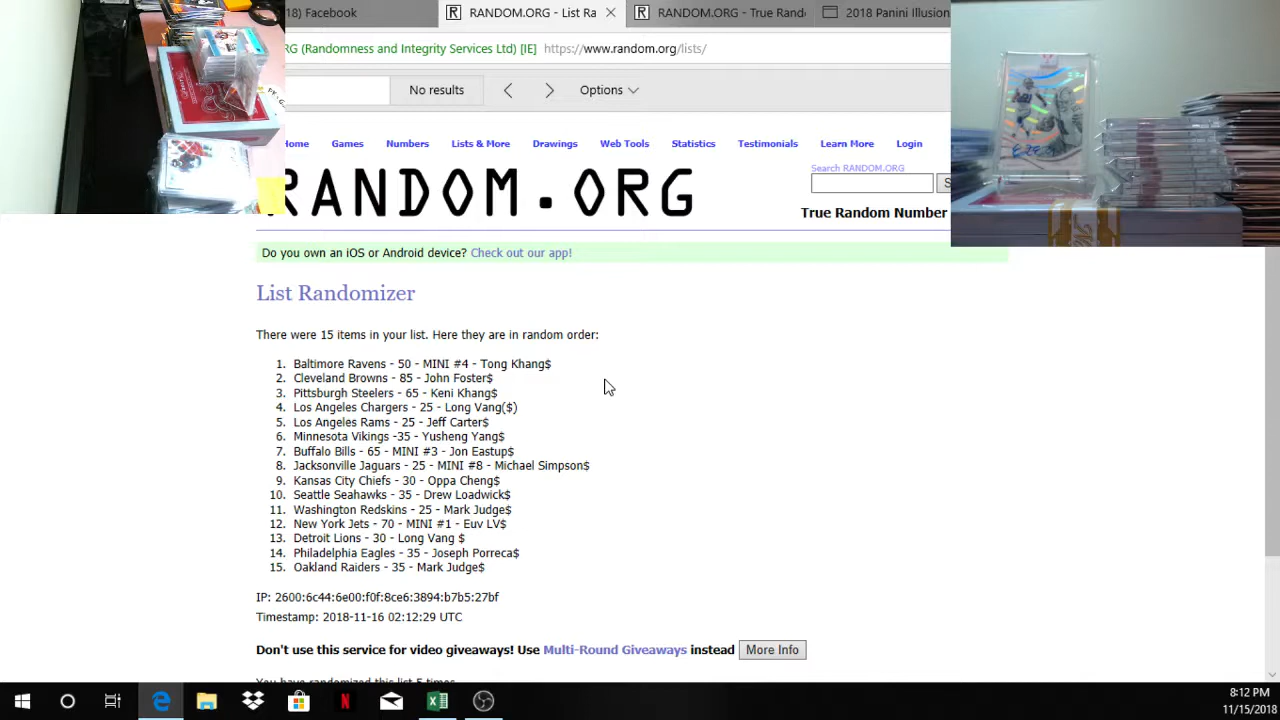 18) Facebook
RANDOM.ORG - List Ra
RANDOM.ORG - True Rand
2018 Panini Illusion
RG (Randomness and Integrity Services Ltd) [IE] https://www.random.org/lists/
No results
Options
Home Games Numbers Lists & More Drawings Web Tools Statistics Testimonials Learn More Login
Search RANDOM.ORG
RANDOM.ORG
True Random Number
Do you own an iOS or Android device? Check out our app!
List Randomizer
There were 15 items in your list. Here they are in random order:
1. Baltimore Ravens - 50 - MINI #4 - Tong Khang$
2. Cleveland Browns - 85 - John Foster$
3. Pittsburgh Steelers - 65 - Keni Khang$
4. Los Angeles Chargers - 25 - Long Vang($)
5. Los Angeles Rams - 25 - Jeff Carter$
6. Minnesota Vikings -35 - Yusheng Yang$
7. Buffalo Bills - 65 - MINI #3 - Jon Eastup$
8. Jacksonville Jaguars - 25 - MINI #8 - Michael Simpson$
9. Kansas City Chiefs - 30 - Oppa Cheng$
10. Seattle Seahawks - 35 - Drew Loadwick$
11. Washington Redskins - 25 - Mark Judge$
12. New York Jets - 70 - MINI #1 - Euv LV$
13. Detroit Lions - 30 - Long Vang $
14. Philadelphia Eagles - 35 - Joseph Porreca$
15. Oakland Raiders - 35 - Mark Judge$
IP: 2600:6c44:6e00:f0f:8ce6:3894:b7b5:27bf
Timestamp: 2018-11-16 02:12:29 UTC
Don't use this service for video giveaways! Use Multi-Round Giveaways instead More Info
You have randomized this list 5 times
8:12 PM
11/15/2018